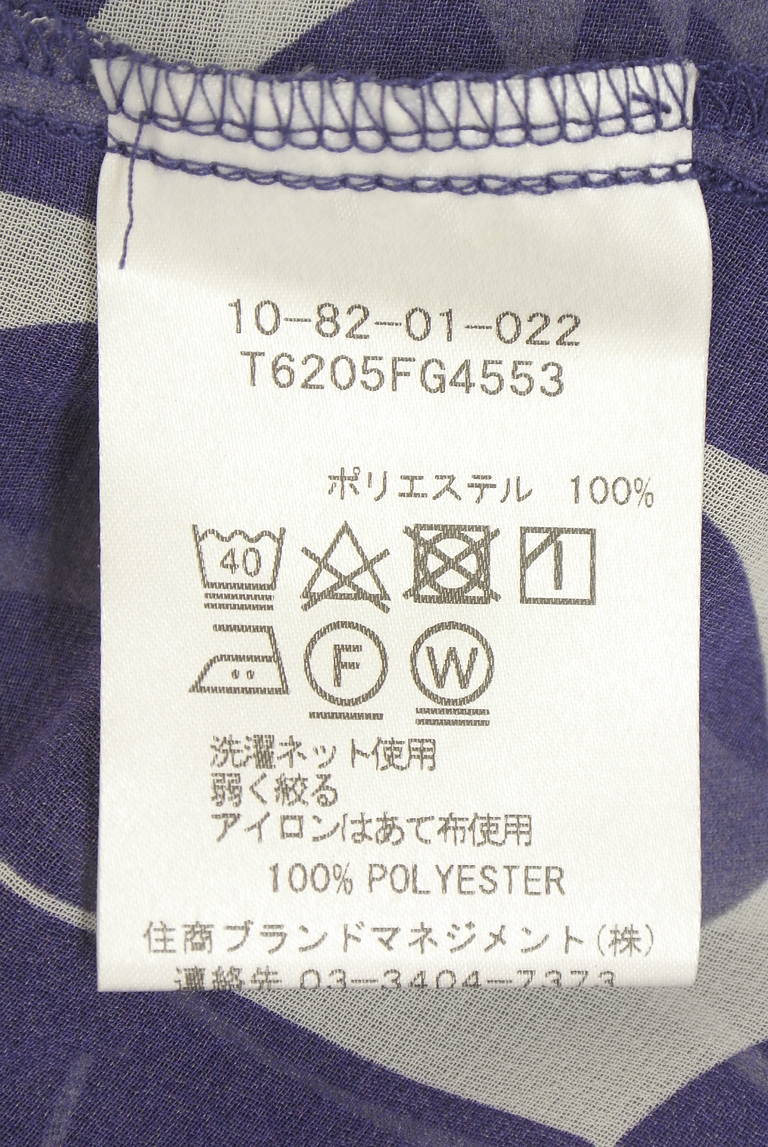 10-82-01-022
T6205FG4553
ポリエステル 100%
40
F W
洗濯ネット使用
弱く絞る
アイロンはあて布使用
100% POLYESTER
住商ブランドマネジメント(株)
連絡先 03-3404-7373